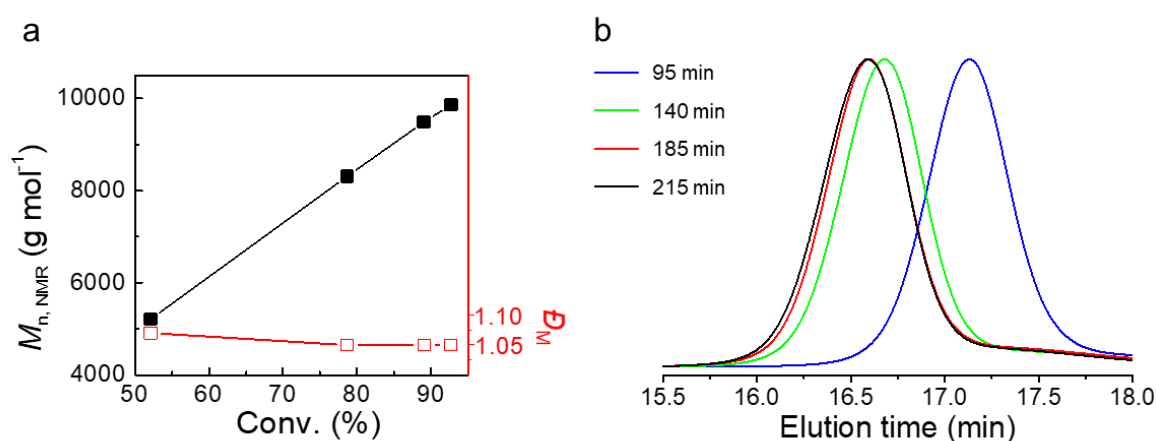 a
10000
8000
6000
4000
M n, NMR (g mol-1)
50 60 70 80 90
Conv. (%)
1.10
1.05
ĐM
b
95 min
140 min
185 min
215 min
15.5 16.0 16.5 17.0 17.5 18.0
Elution time (min)